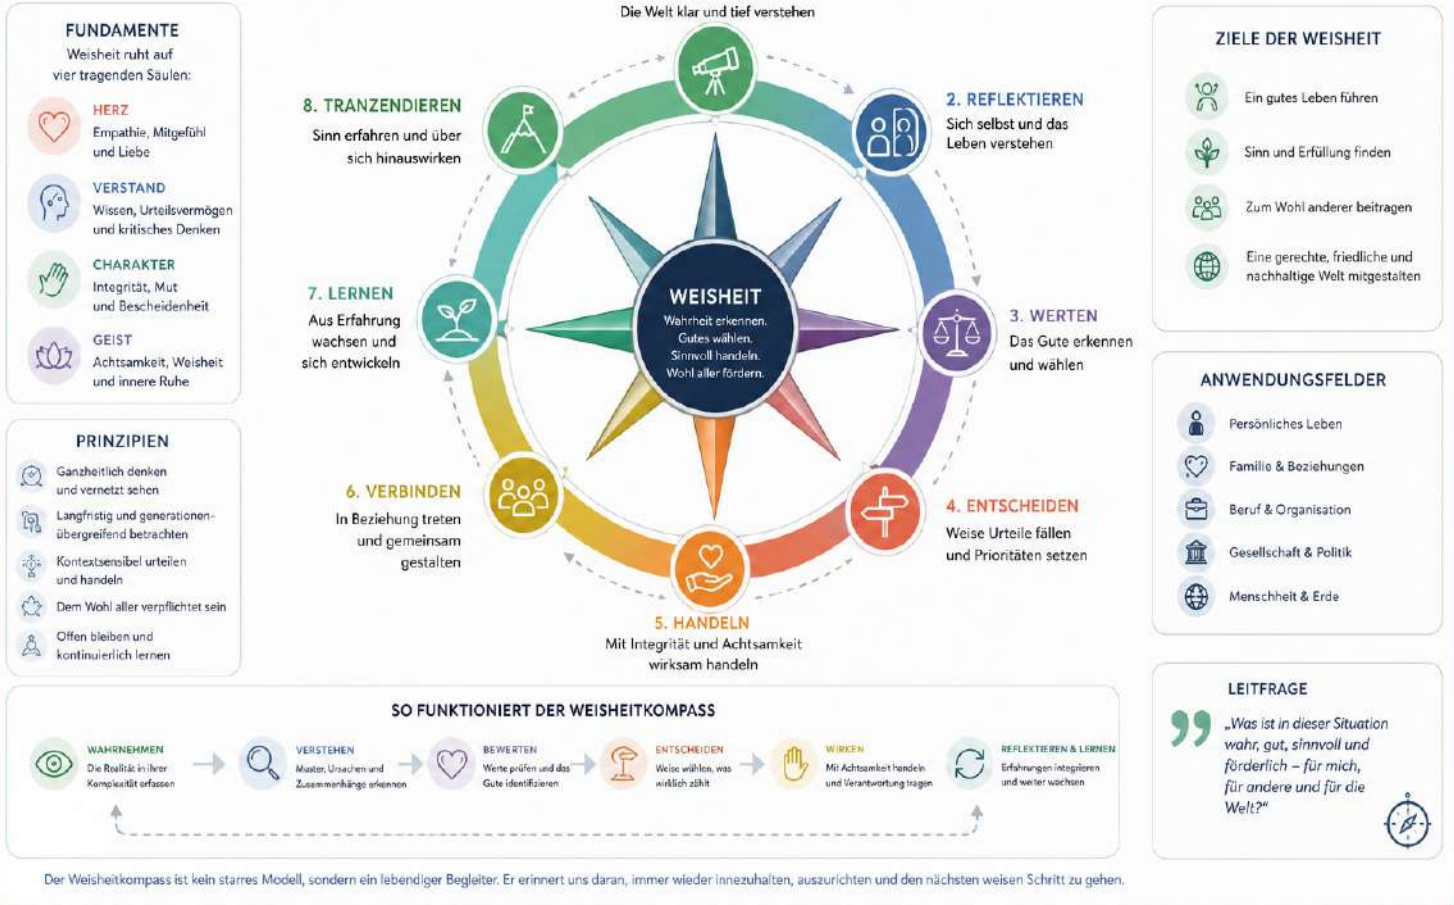 FUNDAMENTE
Weisheit ruht auf
vier tragenden Säulen:
HERZ
Empathie, Mitgefühl
und Liebe
VERSTAND
Wissen, Urteilsvermögen
und kritisches Denken
CHARAKTER
Integrität, Mut
und Bescheidenheit
GEIST
Achtsamkeit, Weisheit
und innere Ruhe
PRINZIPIEN
Ganzheitlich denken
und vernetzt sehen
Langfristig und generationen-
übergreifend betrachten
Kontextsensibel urteilen
und handeln
Dem Wohl aller verpflichtet sein
Offen bleiben und
kontinuierlich lernen
Die Welt klar und tief verstehen
2. REFLEKTIEREN
Sich selbst und das
Leben verstehen
3. WERTEN
Das Gute erkennen
und wählen
4. ENTSCHEIDEN
Weise Urteile fällen
und Prioritäten setzen
5. HANDELN
Mit Integrität und Achtsamkeit
wirksam handeln
6. VERBINDEN
In Beziehung treten
und gemeinsam
gestalten
7. LERNEN
Aus Erfahrung
wachsen und
sich entwickeln
8. TRANZENDIEREN
Sinn erfahren und über
sich hinauswirken
WEISHEIT
Wahrheit erkennen.
Gutes wählen.
Sinnvoll handeln.
Wohl aller fördern.
ZIELE DER WEISHEIT
Ein gutes Leben führen
Sinn und Erfüllung finden
Zum Wohl anderer beitragen
Eine gerechte, friedliche und
nachhaltige Welt mitgestalten
ANWENDUNGSFELDER
Persönliches Leben
Familie & Beziehungen
Beruf & Organisation
Gesellschaft & Politik
Menschheit & Erde
LEITFRAGE
„Was ist in dieser Situation
wahr, gut, sinnvoll und
förderlich – für mich,
für andere und für die
Welt?“
SO FUNKTIONIERT DER WEISHEITKOMPASS
WAHRNEHMEN
Die Realität in ihrer
Komplexität erfassen
VERSTEHEN
Muster, Ursachen und
Zusammenhänge erkennen
BEWERTEN
Werte prüfen und das
Gute identifizieren
ENTSCHEIDEN
Weise wählen, was
wirklich zählt
WIRKEN
Mit Achtsamkeit handeln
und Verantwortung tragen
REFLEKTIEREN & LERNEN
Erfahrungen integrieren
und weiter wachsen
Der Weisheitkompass ist kein starres Modell, sondern ein lebendiger Begleiter. Er erinnert uns daran, immer wieder innezuhalten, auszurichten und den nächsten weisen Schritt zu gehen.